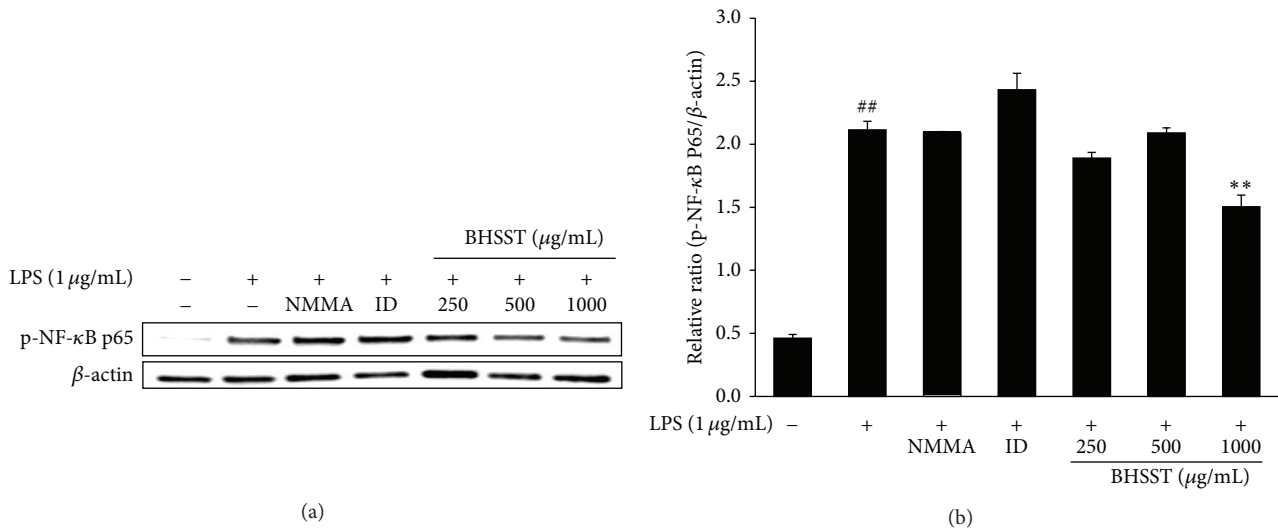 BHSST (μg/mL)
LPS (1 μg/mL) − + + + + + +
− − NMMA ID 250 500 1000
p-NF-κB p65
β-actin
(a)
Relative ratio (p-NF-κB P65/β-actin)
3.0
2.5
2.0
1.5
1.0
0.5
0.0
##
**
LPS (1 μg/mL) − + + + + + +
NMMA ID 250 500 1000
BHSST (μg/mL)
(b)